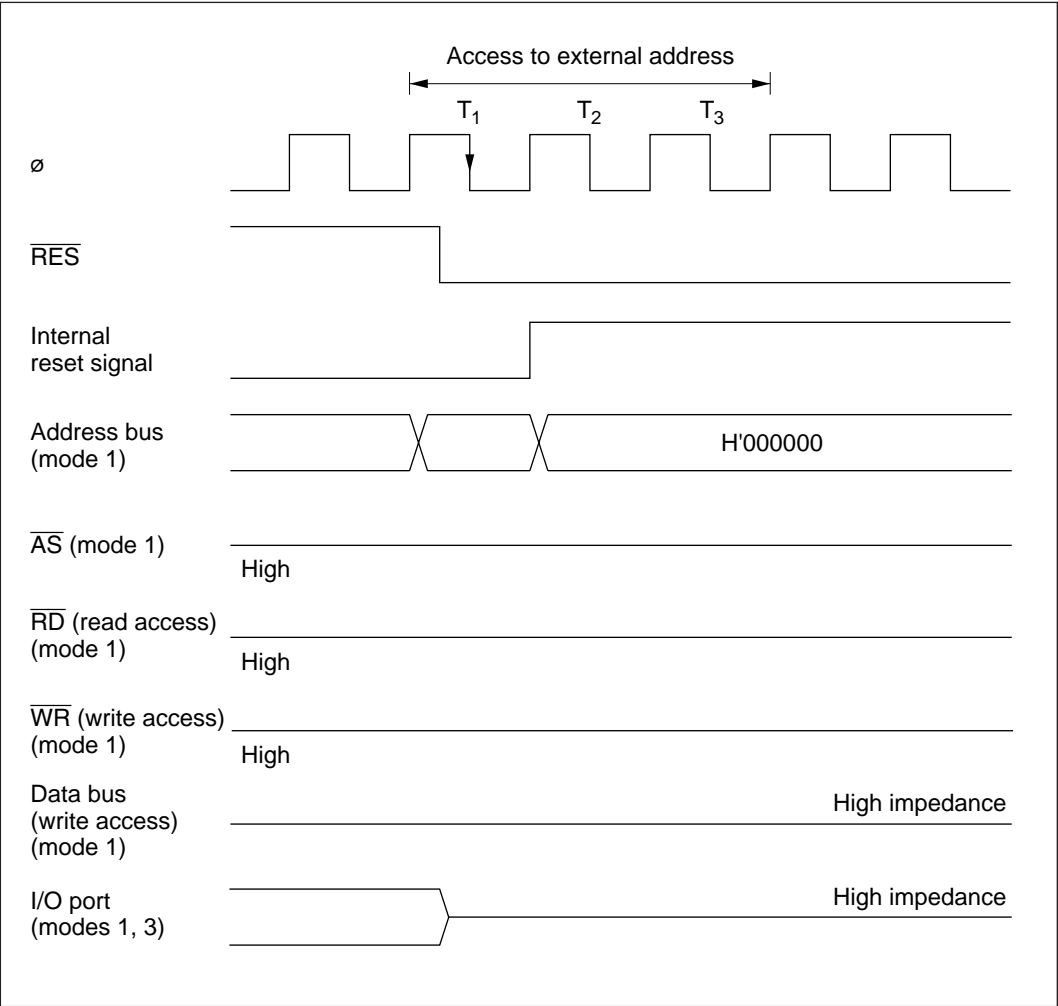 Access to external address
T1 T2 T3
ø
RES
Internal
reset signal
Address bus
(mode 1)
H'000000
AS (mode 1)
High
RD (read access)
(mode 1)
High
WR (write access)
(mode 1)
High
Data bus
(write access)
(mode 1)
High impedance
I/O port
(modes 1, 3)
High impedance